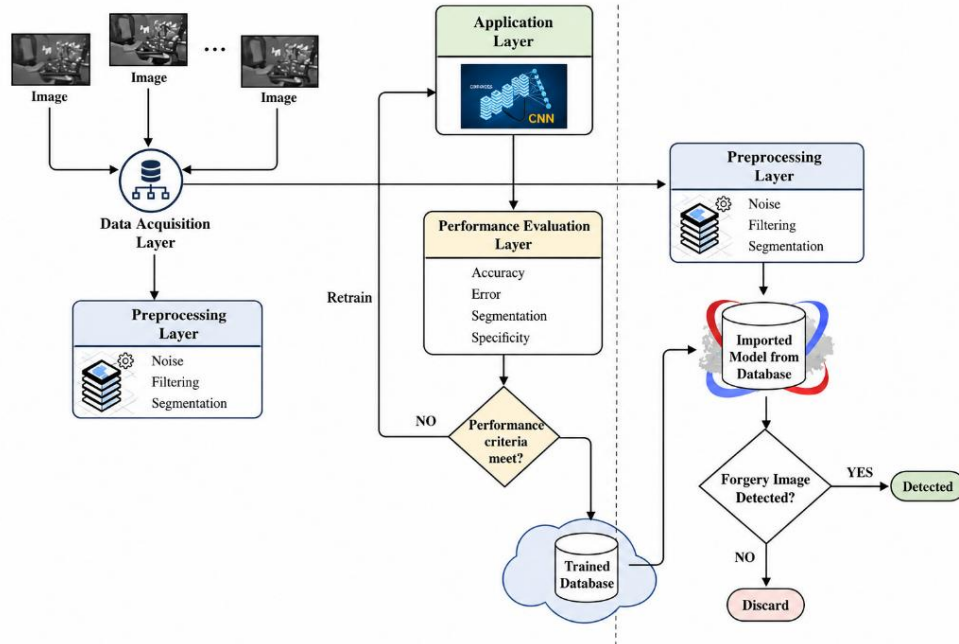 Image
Image
...
Image
Data Acquisition
Layer
Preprocessing
Layer
Noise
Filtering
Segmentation
Application
Layer
CNN
Performance Evaluation
Layer
Accuracy
Error
Segmentation
Specificity
Retrain
NO
Performance
criteria
meet?
Trained
Database
Preprocessing
Layer
Noise
Filtering
Segmentation
Imported
Model from
Database
Forgery Image
Detected?
YES
Detected
NO
Discard